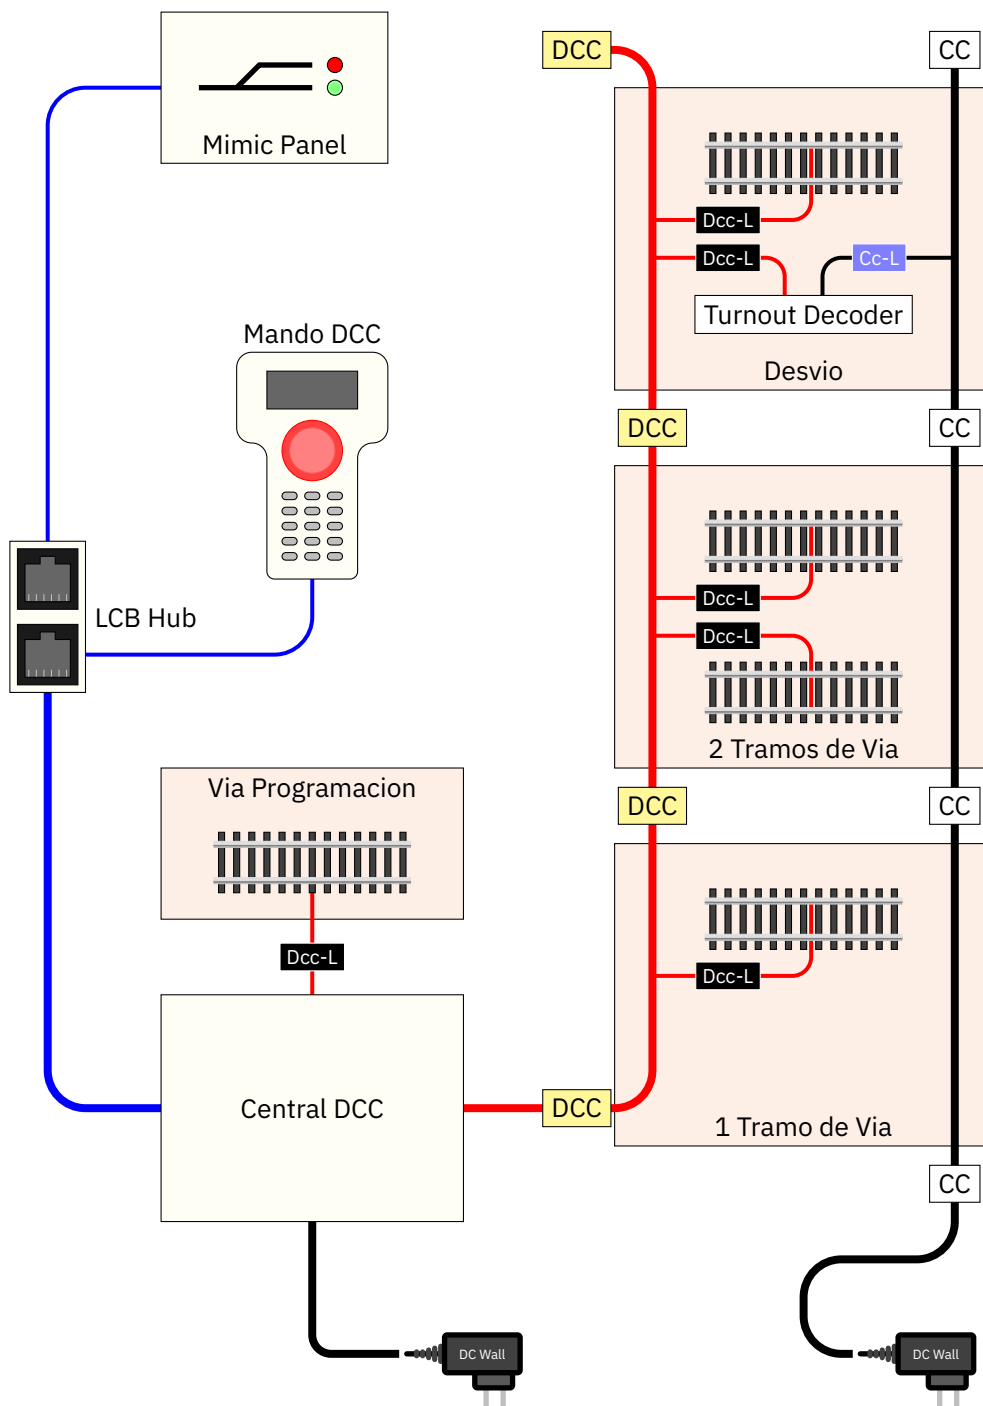 DCC
CC
Mimic Panel
Dcc-L
Dcc-L
Cc-L
Turnout Decoder
Desvio
Mando DCC
DCC
CC
Dcc-L
LCB Hub
Dcc-L
2 Tramos de Via
Via Programacion
DCC
CC
Dcc-L
Dcc-L
Central DCC
DCC
1 Tramo de Via
CC
DC Wall
DC Wall